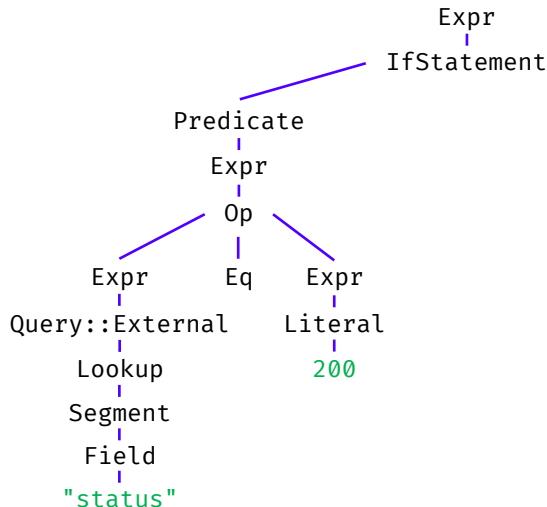 Expr
IfStatement
Predicate
Expr
Op
Expr Eq Expr
Query::External Literal
Lookup 200
Segment
Field
"status"